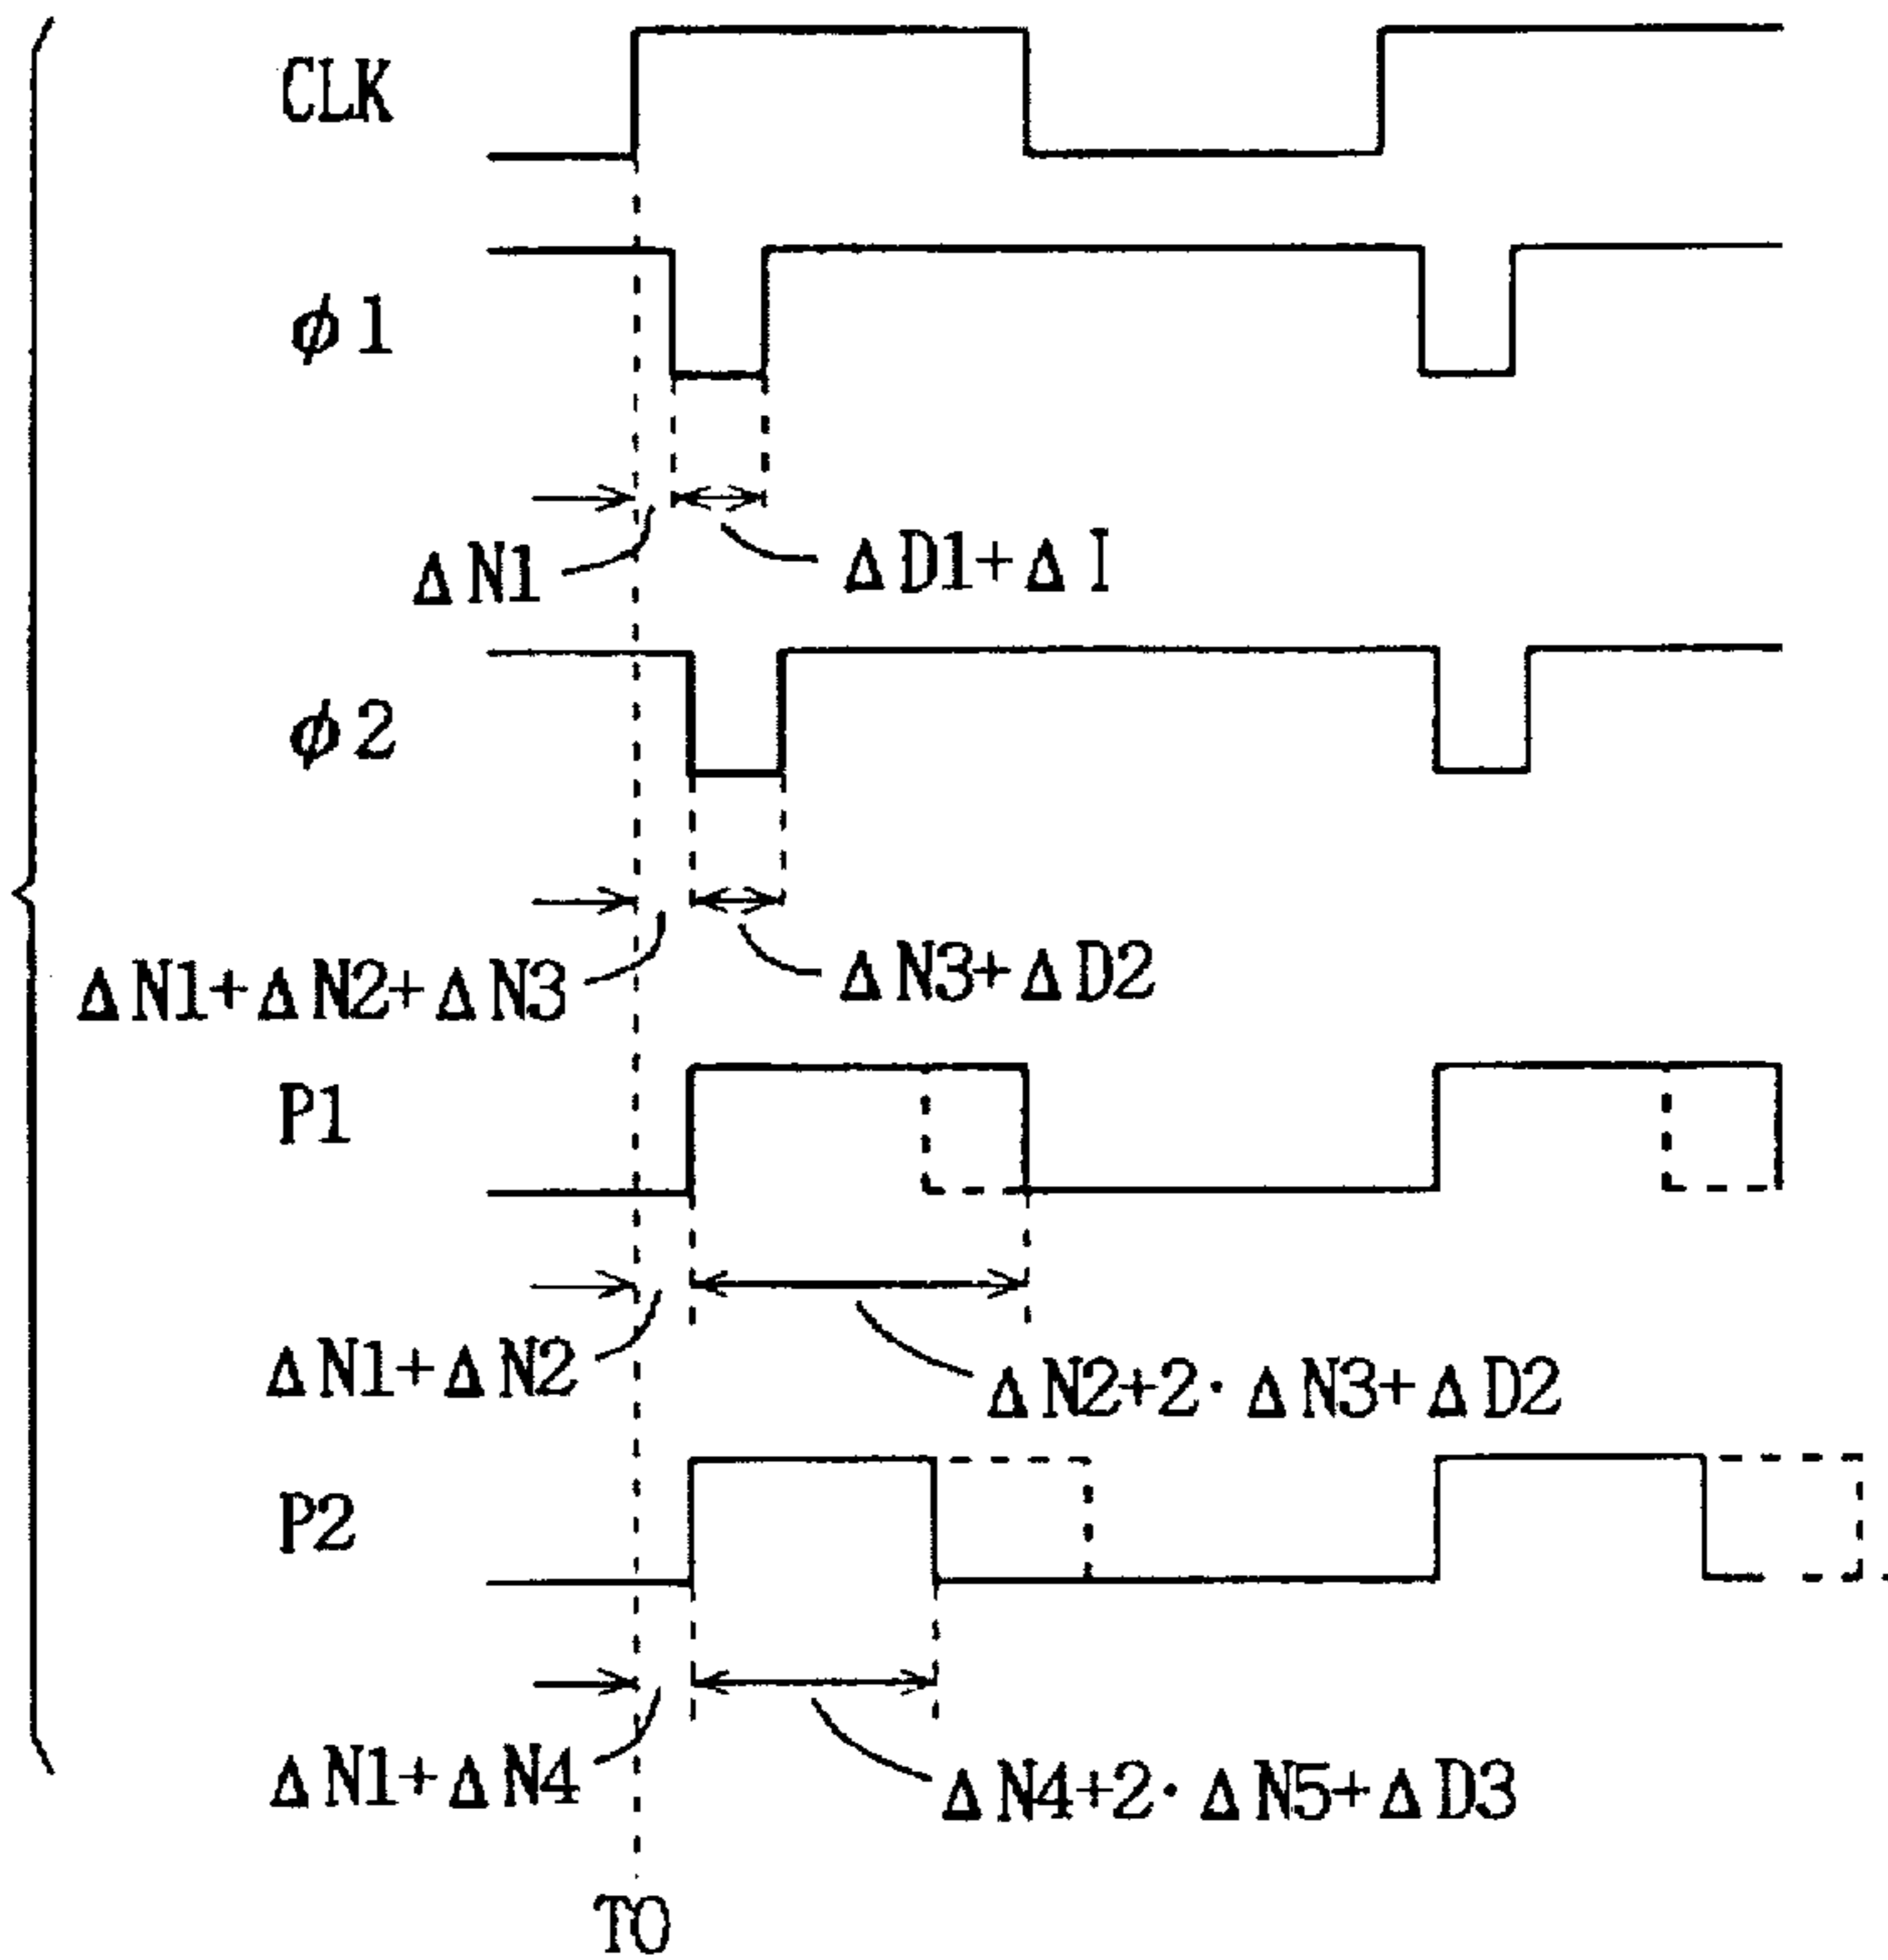 CLK
φ1
ΔN1
ΔD1+ΔI
φ2
ΔN1+ΔN2+ΔN3
ΔN3+ΔD2
P1
ΔN1+ΔN2
ΔN2+2·ΔN3+ΔD2
P2
ΔN1+ΔN4
ΔN4+2·ΔN5+ΔD3
T0